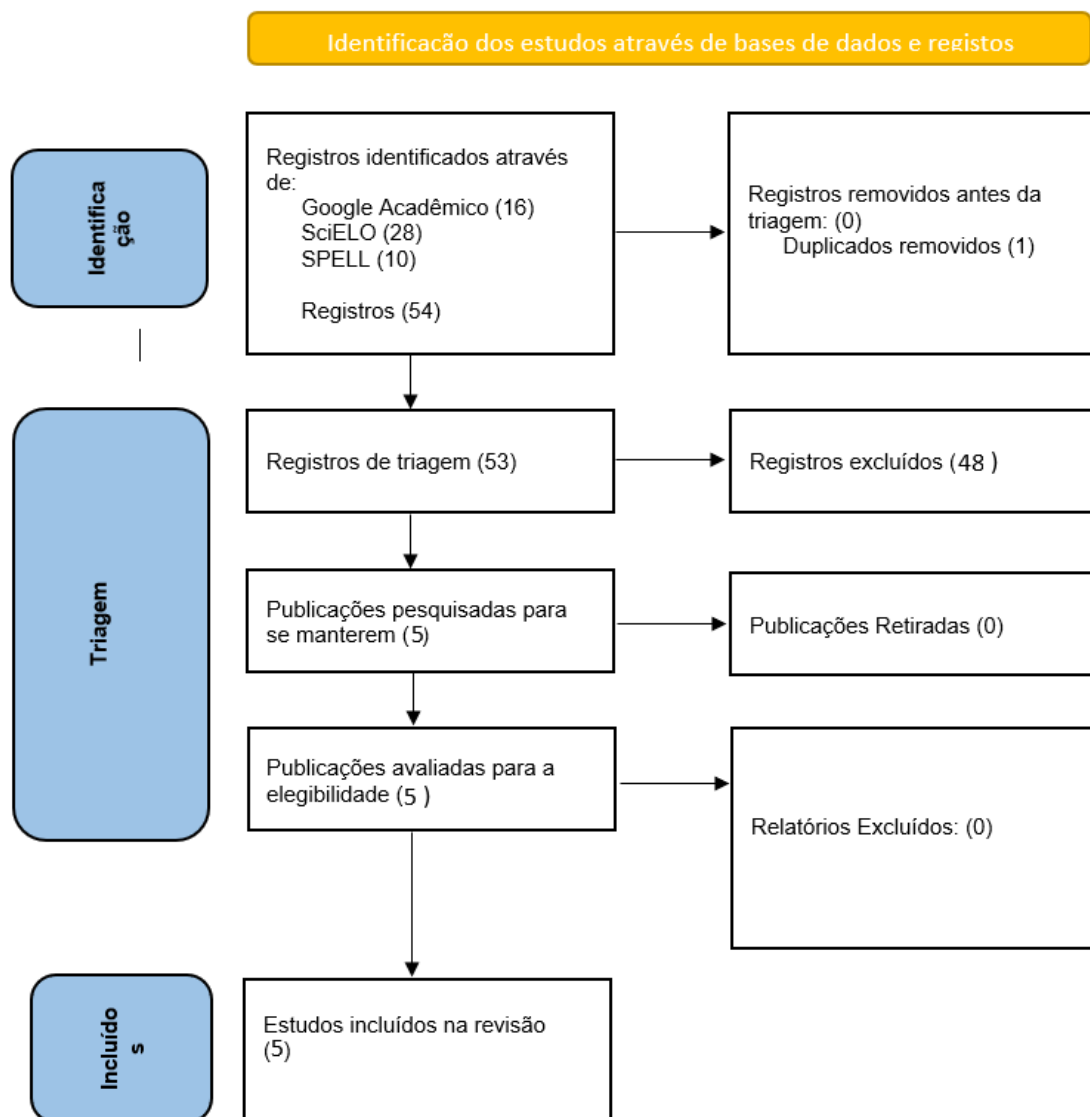 Identificação dos estudos através de bases de dados e registos
Identifica
ção
Registros identificados através
de:
Google Acadêmico (16)
SciELO (28)
SPELL (10)
Registros (54)
Registros removidos antes da
triagem: (0)
Duplicados removidos (1)
Triagem
Registros de triagem (53)
Registros excluídos (48 )
Publicações pesquisadas para
se manterem (5)
Publicações Retiradas (0)
Publicações avaliadas para a
elegibilidade (5 )
Relatórios Excluídos: (0)
Incluído
s
Estudos incluídos na revisão
(5)